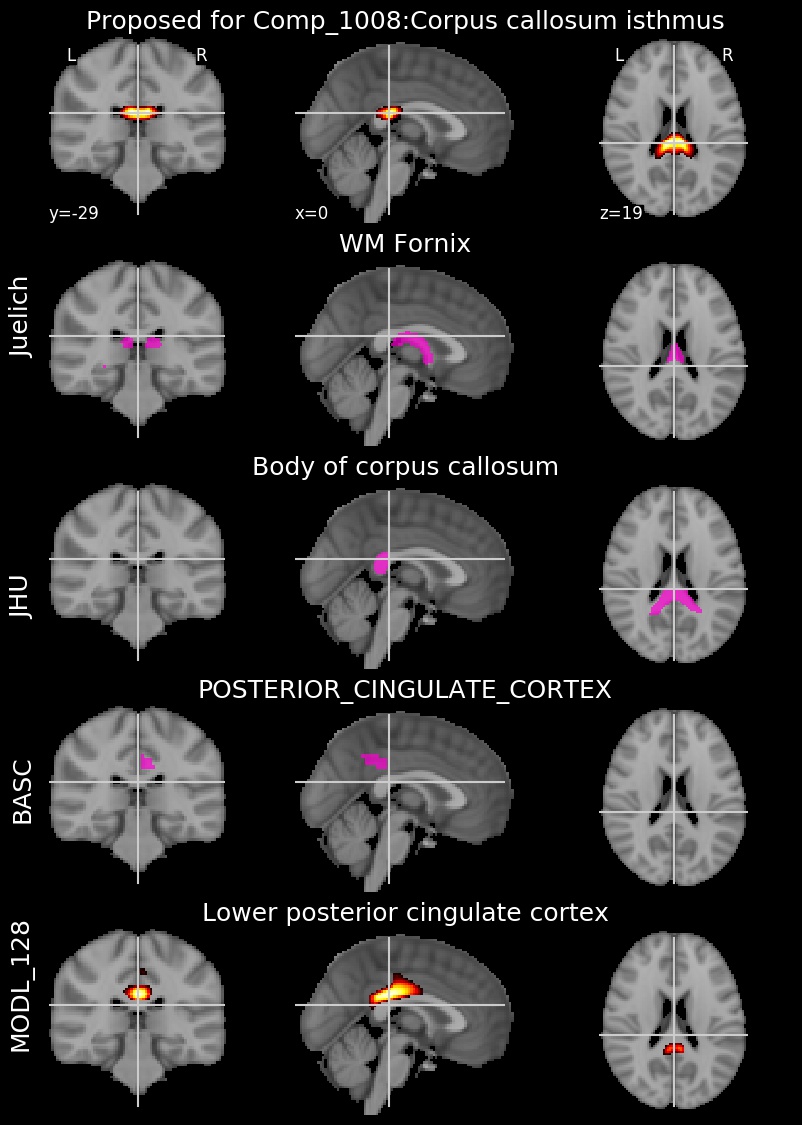 Proposed for Comp_1008:Corpus callosum isthmus
L R L R
y=-29 x=0 z=19
WM Fornix
Juelich
Body of corpus callosum
JHU
POSTERIOR_CINGULATE_CORTEX
BASC
Lower posterior cingulate cortex
MODL_128